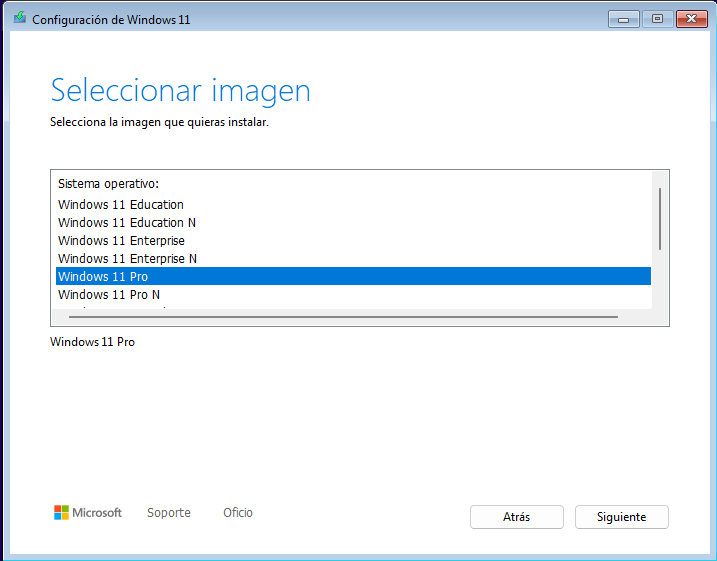 Configuración de Windows 11
Seleccionar imagen
Selecciona la imagen que quieras instalar.
Sistema operativo:
Windows 11 Education
Windows 11 Education N
Windows 11 Enterprise
Windows 11 Enterprise N
Windows 11 Pro
Windows 11 Pro N
Windows 11 Pro
Microsoft Soporte Oficio Atrás Siguiente